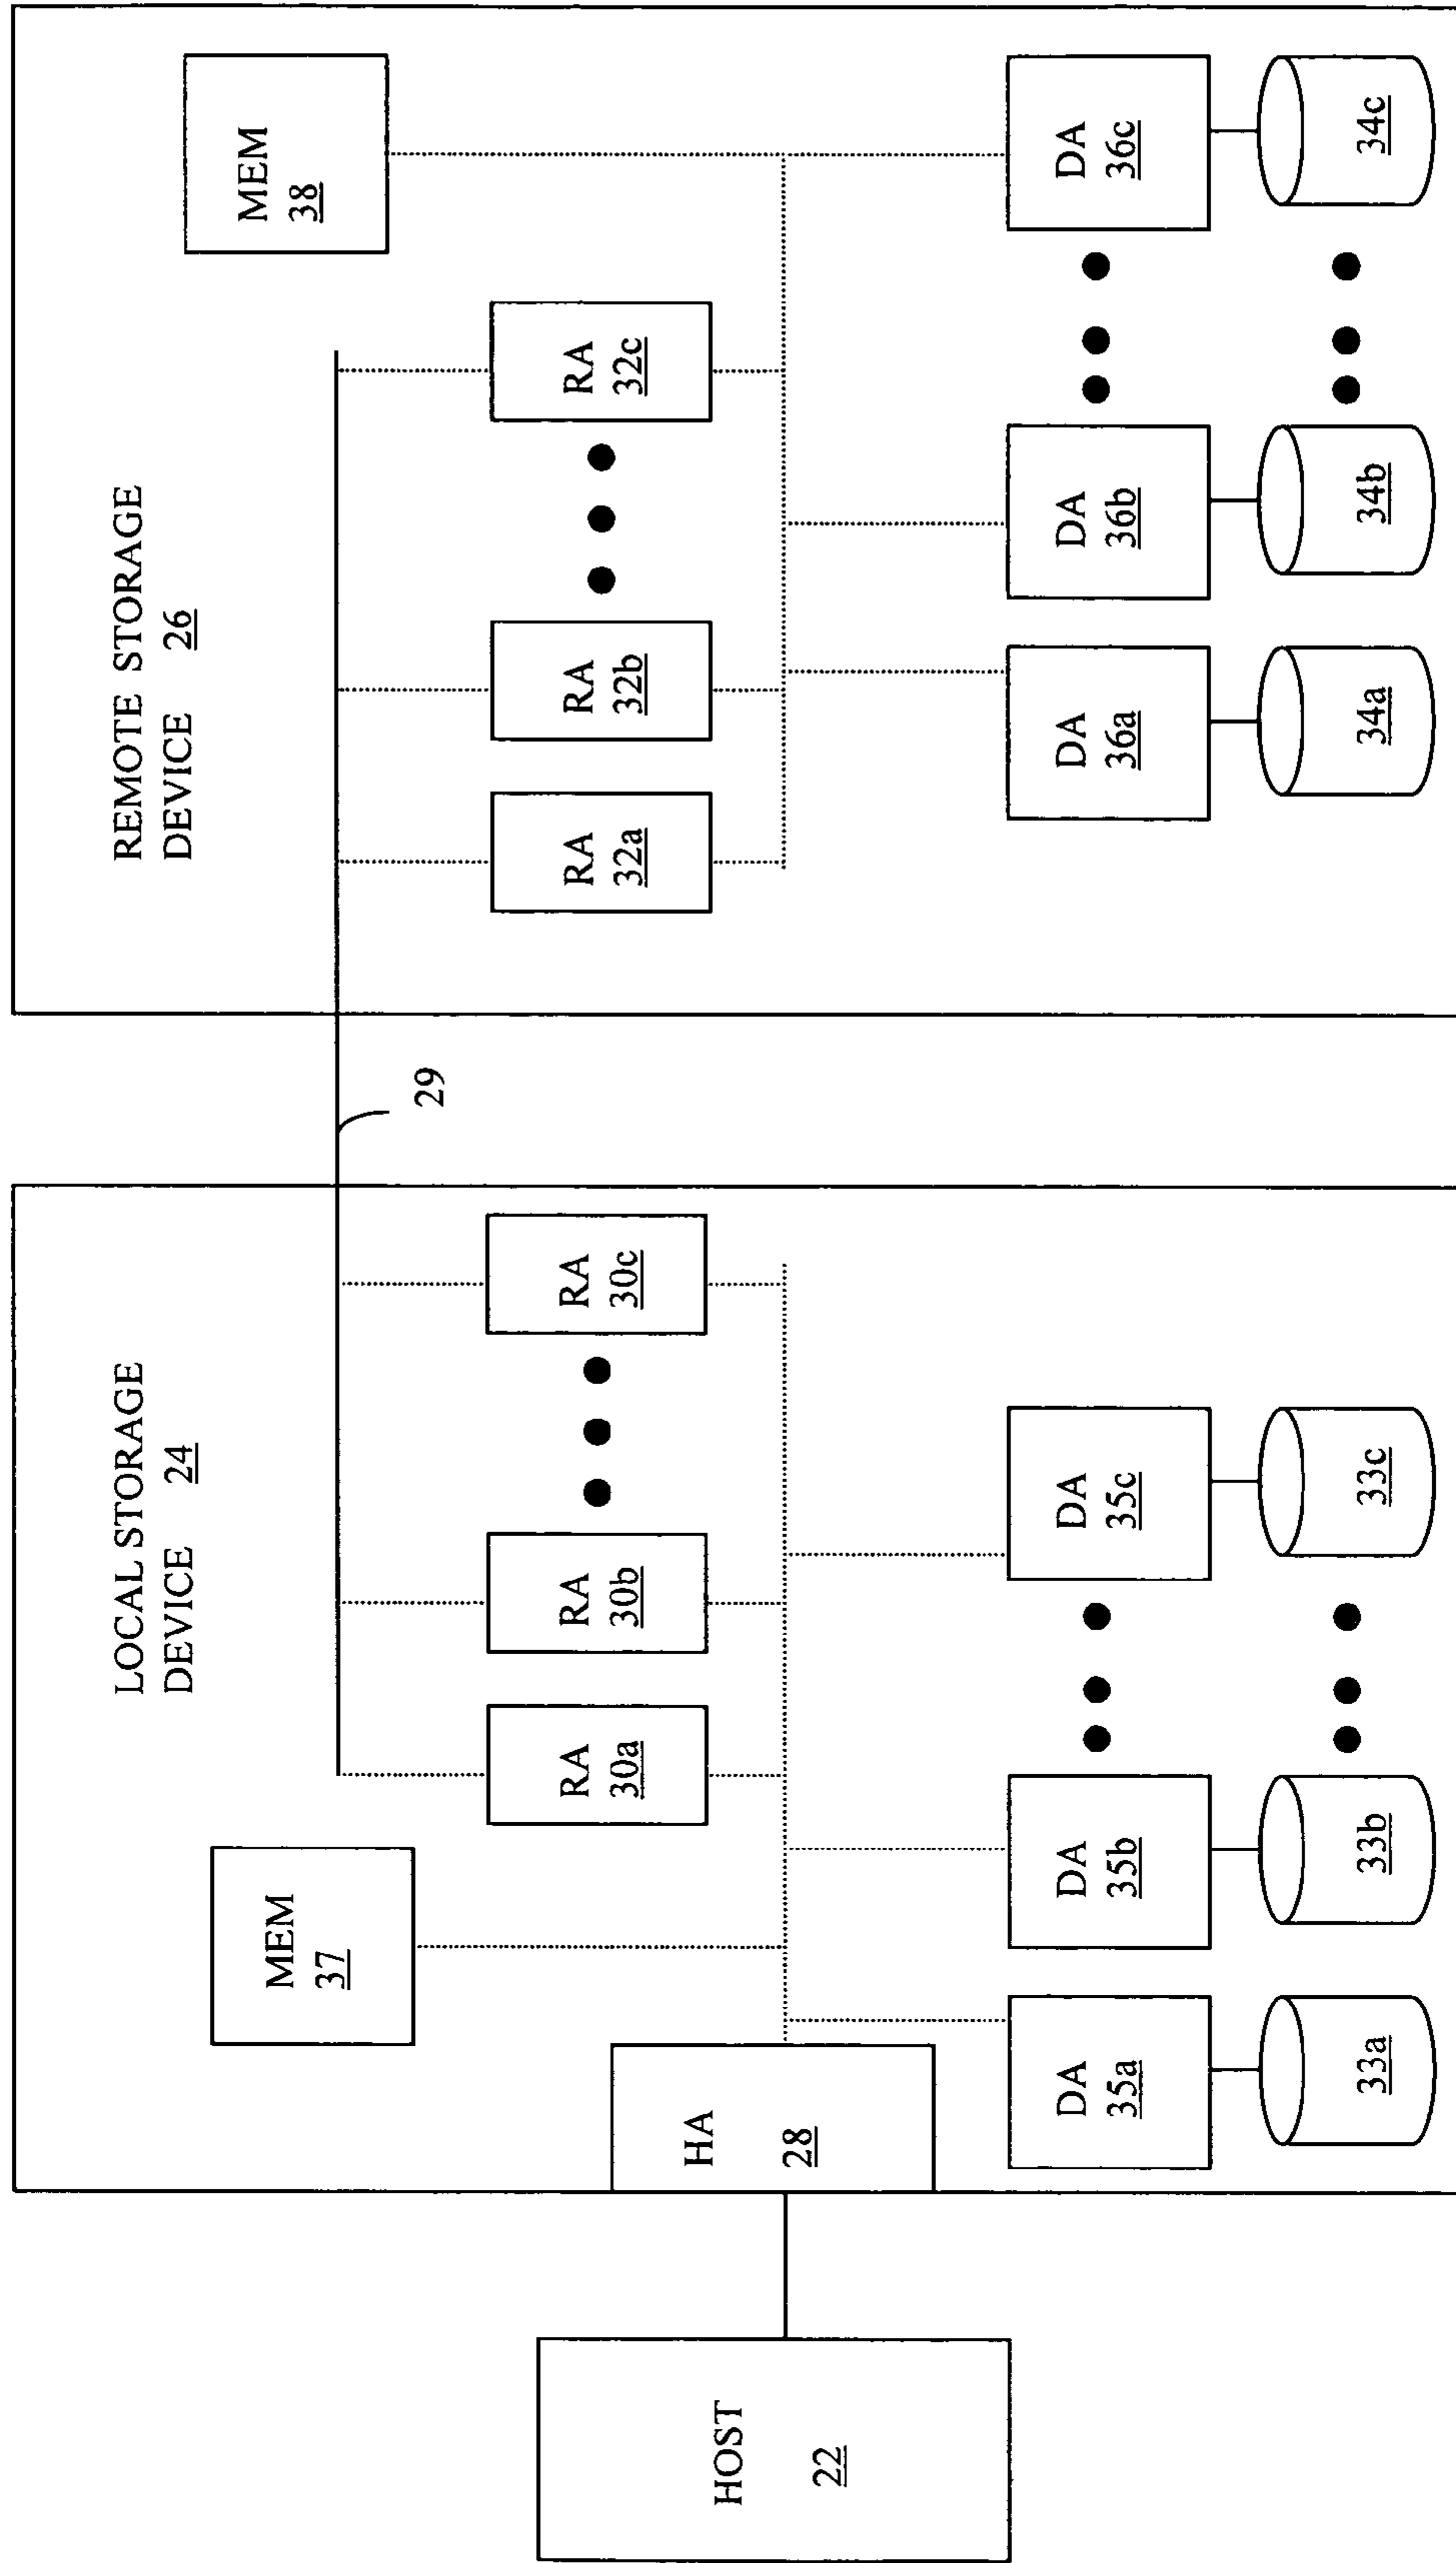 HOST
22
LOCAL STORAGE
DEVICE 24
MEM
37
HA
28
RA
30a
RA
30b
RA
30c
DA
35a
DA
35b
DA
35c
33a
33b
33c
29
REMOTE STORAGE
DEVICE 26
MEM
38
RA
32a
RA
32b
RA
32c
DA
36a
DA
36b
DA
36c
34a
34b
34c